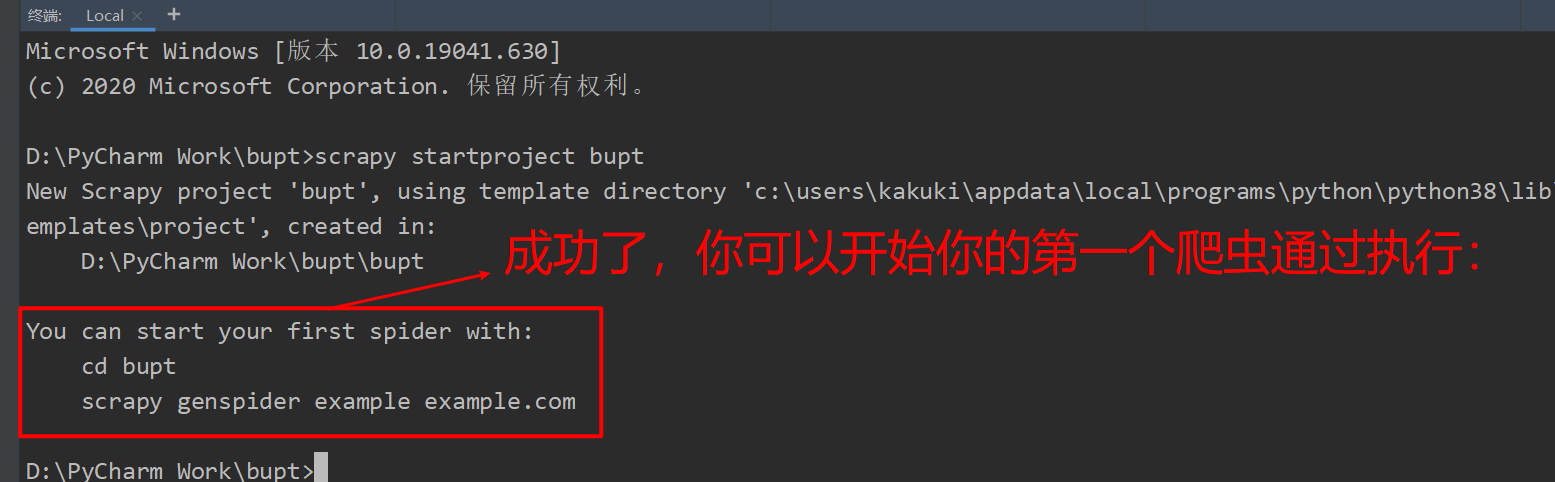 终端: Local × +
Microsoft Windows [版本 10.0.19041.630]
(c) 2020 Microsoft Corporation. 保留所有权利。
D:\PyCharm Work\bupt>scrapy startproject bupt
New Scrapy project 'bupt', using template directory 'c:\users\kakuki\appdata\local\programs\python\python38\lib\
emplates\project', created in:
D:\PyCharm Work\bupt\bupt
成功了，你可以开始你的第一个爬虫通过执行：
You can start your first spider with:
cd bupt
scrapy genspider example example.com
D:\PyCharm Work\bupt>